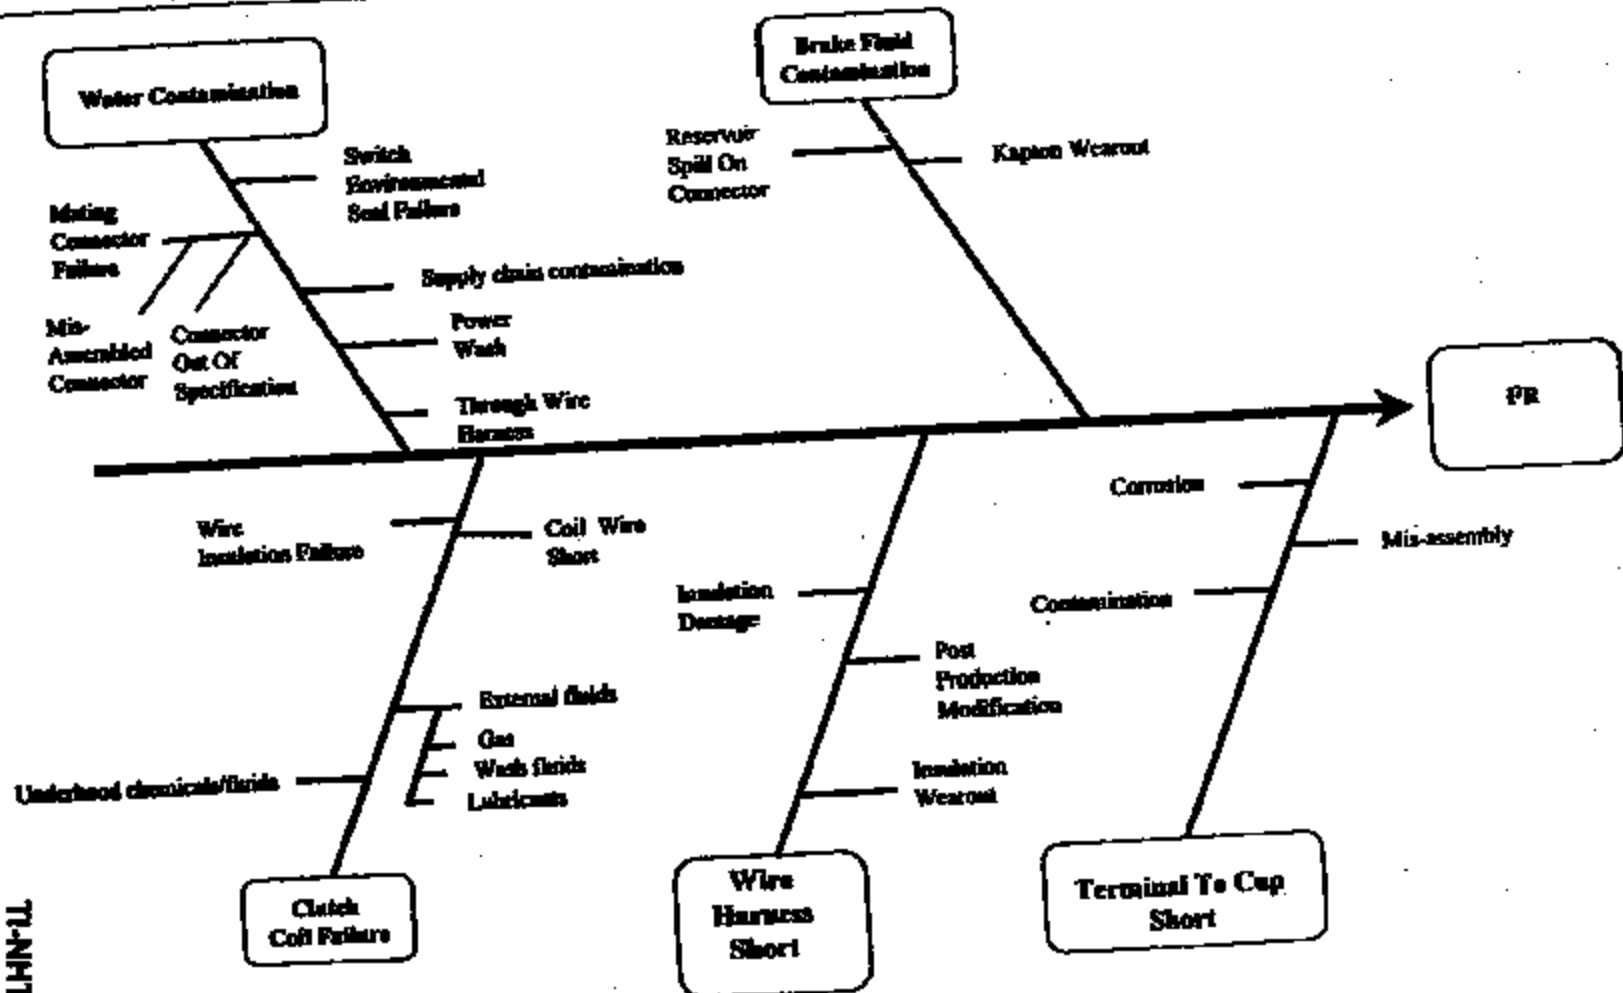 Water Contamination
Brake Fluid
Contamination
Switch
Environmental
Seal Failure
Reservoir
Spill On
Connector
Kapton Wearout
Mating
Connector
Failure
Supply chain contamination
Mis-
Assembled
Connector
Connector
Out Of
Specification
Power
Wash
Through Wire
Harness
Wire
Insulation Failure
Coil Wire
Short
Insulation
Damage
Corrosion
Mis-assembly
Contamination
Post
Production
Modification
External fluids
Gas
Wash fluids
Lubricants
Underhood chemicals/fluids
Insulation
Wearout
Clutch
Coil Failure
Wire
Harness
Short
Terminal To Cup
Short